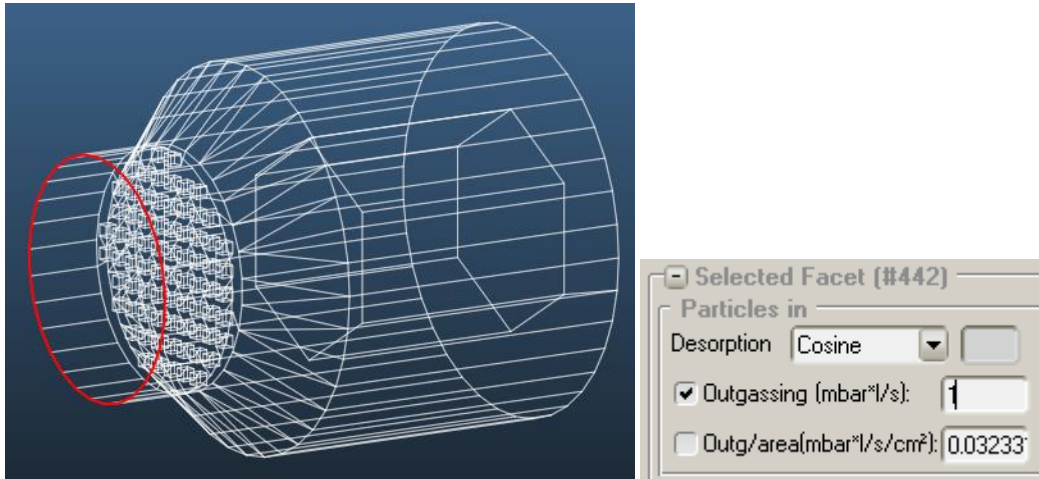 Selected Facet (#442)
Particles in
Desorption Cosine
Outgassing (mbar*l/s): 1
Outg/area(mbar*l/s/cm²): 0.03233